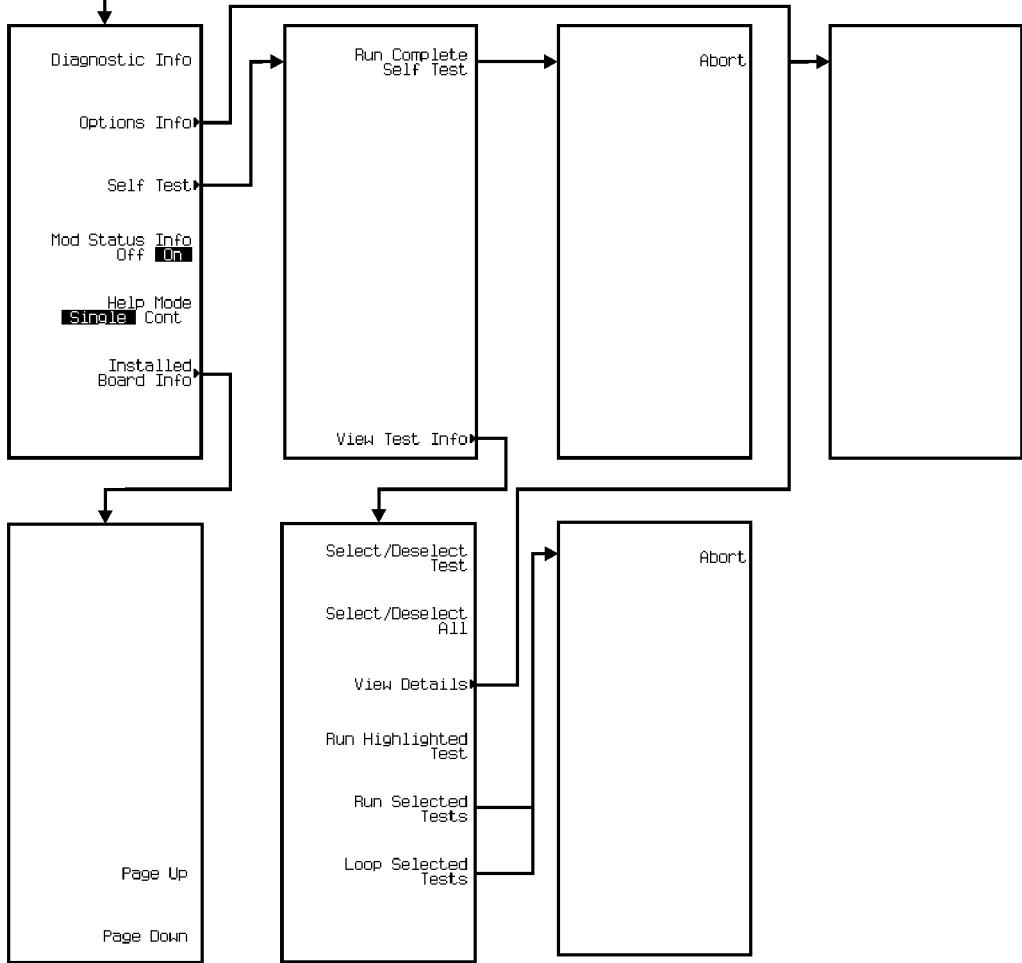 Diagnostic Info
Options Info
Self Test
Mod Status Info
Off On
Help Mode
Single Cont
Installed
Board Info
Run Complete
Self Test
View Test Info
Abort
Page Up
Page Down
Select/Deselect
Test
Select/Deselect
All
View Details
Run Highlighted
Test
Run Selected
Tests
Loop Selected
Tests
Abort